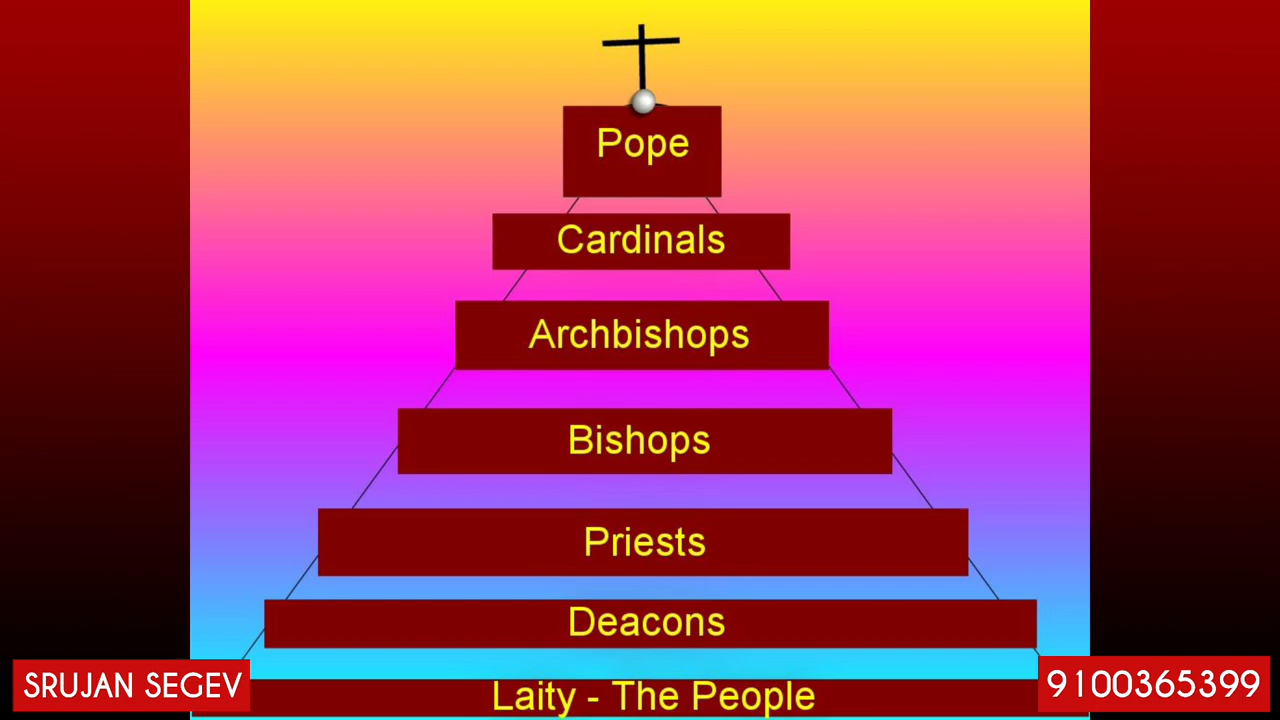 Pope
Cardinals
Archbishops
Bishops
Priests
Deacons
Laity - The People
SRUJAN SEGEV
9100365399